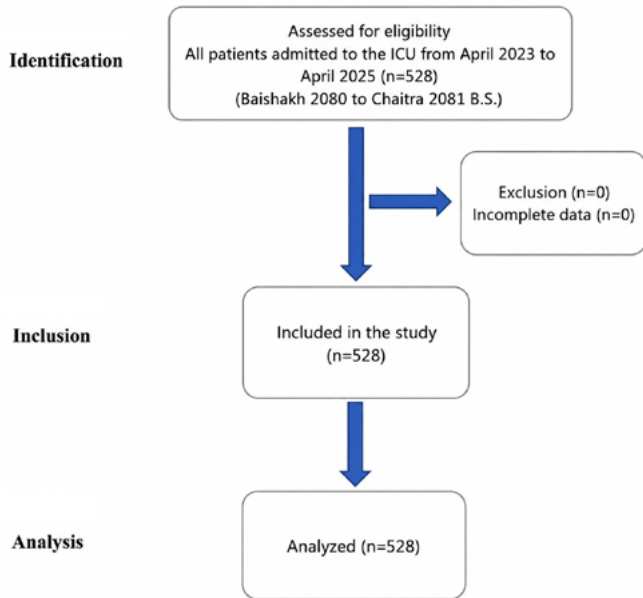 Identification
Assessed for eligibility
All patients admitted to the ICU from April 2023 to
April 2025 (n=528)
(Baishakh 2080 to Chaitra 2081 B.S.)
Exclusion (n=0)
Incomplete data (n=0)
Inclusion
Included in the study
(n=528)
Analysis
Analyzed (n=528)